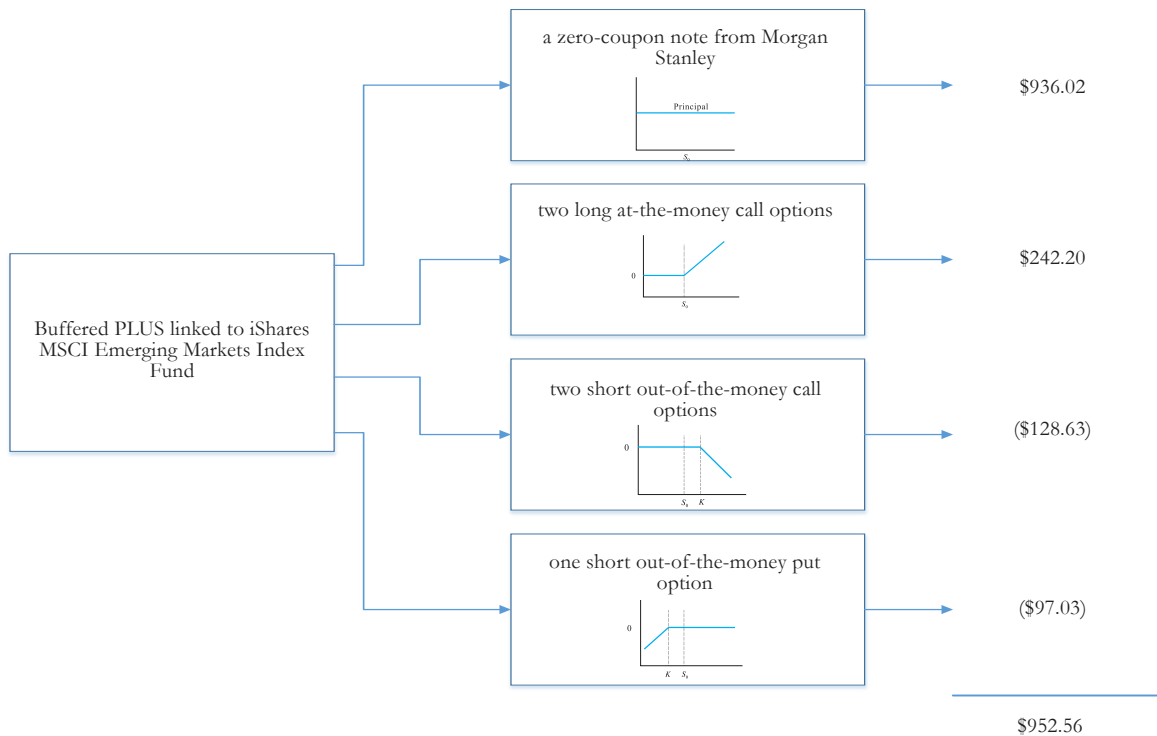 a zero-coupon note from Morgan
Stanley
Principal
S₀
$936.02
two long at-the-money call options
0
S₀
$242.20
Buffered PLUS linked to iShares
MSCI Emerging Markets Index
Fund
two short out-of-the-money call
options
0
S₀ K
($128.63)
one short out-of-the-money put
option
0
K S₀
($97.03)
$952.56